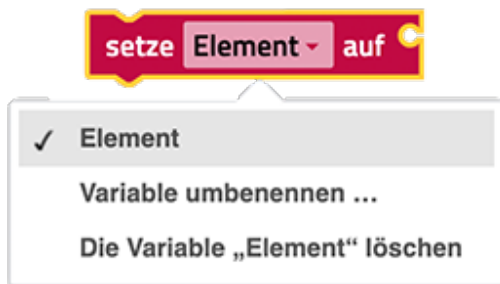 setze Element auf
Element
Variable umbenennen …
Die Variable „Element“ löschen